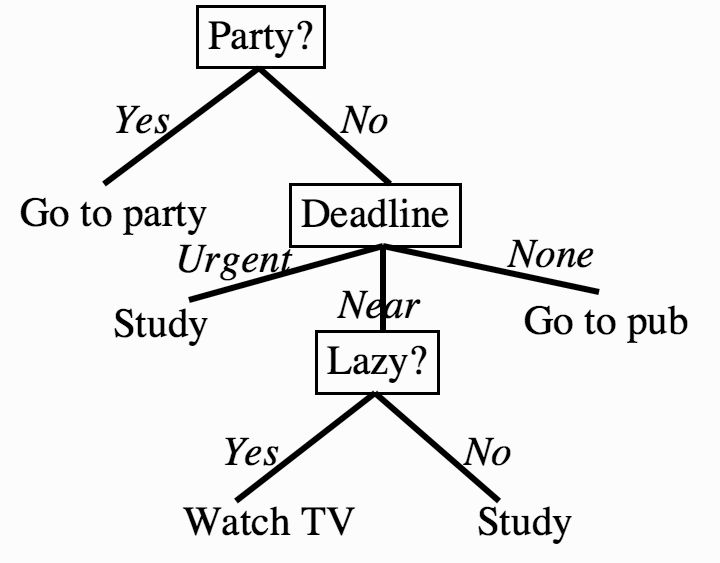 Party?
Yes
No
Go to party
Deadline
Urgent
None
Near
Study
Go to pub
Lazy?
Yes
No
Watch TV
Study